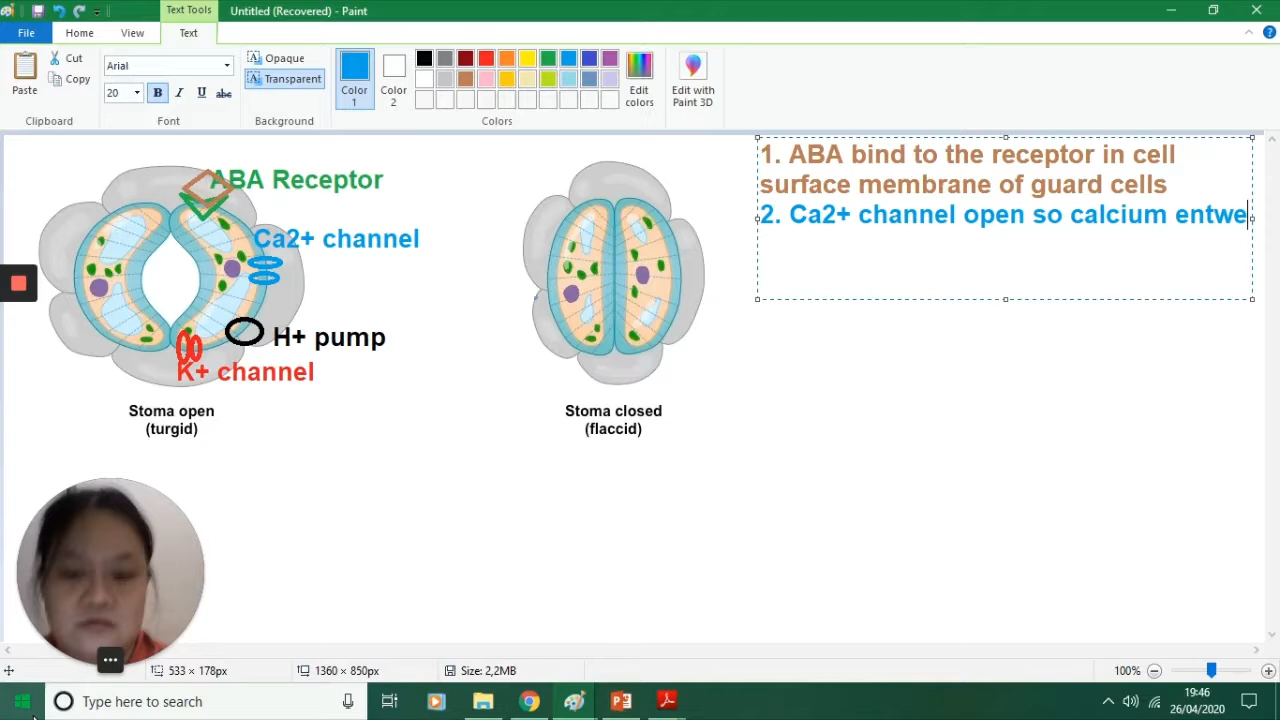 Text Tools
Untitled (Recovered) - Paint
File
Home
View
Text
Paste
Cut
Copy
Clipboard
Arial
20
B
I
U
abc
Font
Opaque
Transparent
Background
Color
1
Color
2
Edit
colors
Colors
Edit with
Paint 3D
ABA Receptor
Ca2+ channel
H+ pump
K+ channel
Stoma open
(turgid)
Stoma closed
(flaccid)
1. ABA bind to the receptor in cell
surface membrane of guard cells
2. Ca2+ channel open so calcium entwe
533 × 178px
1360 × 850px
Size: 2,2MB
100%
Type here to search
19:46
26/04/2020